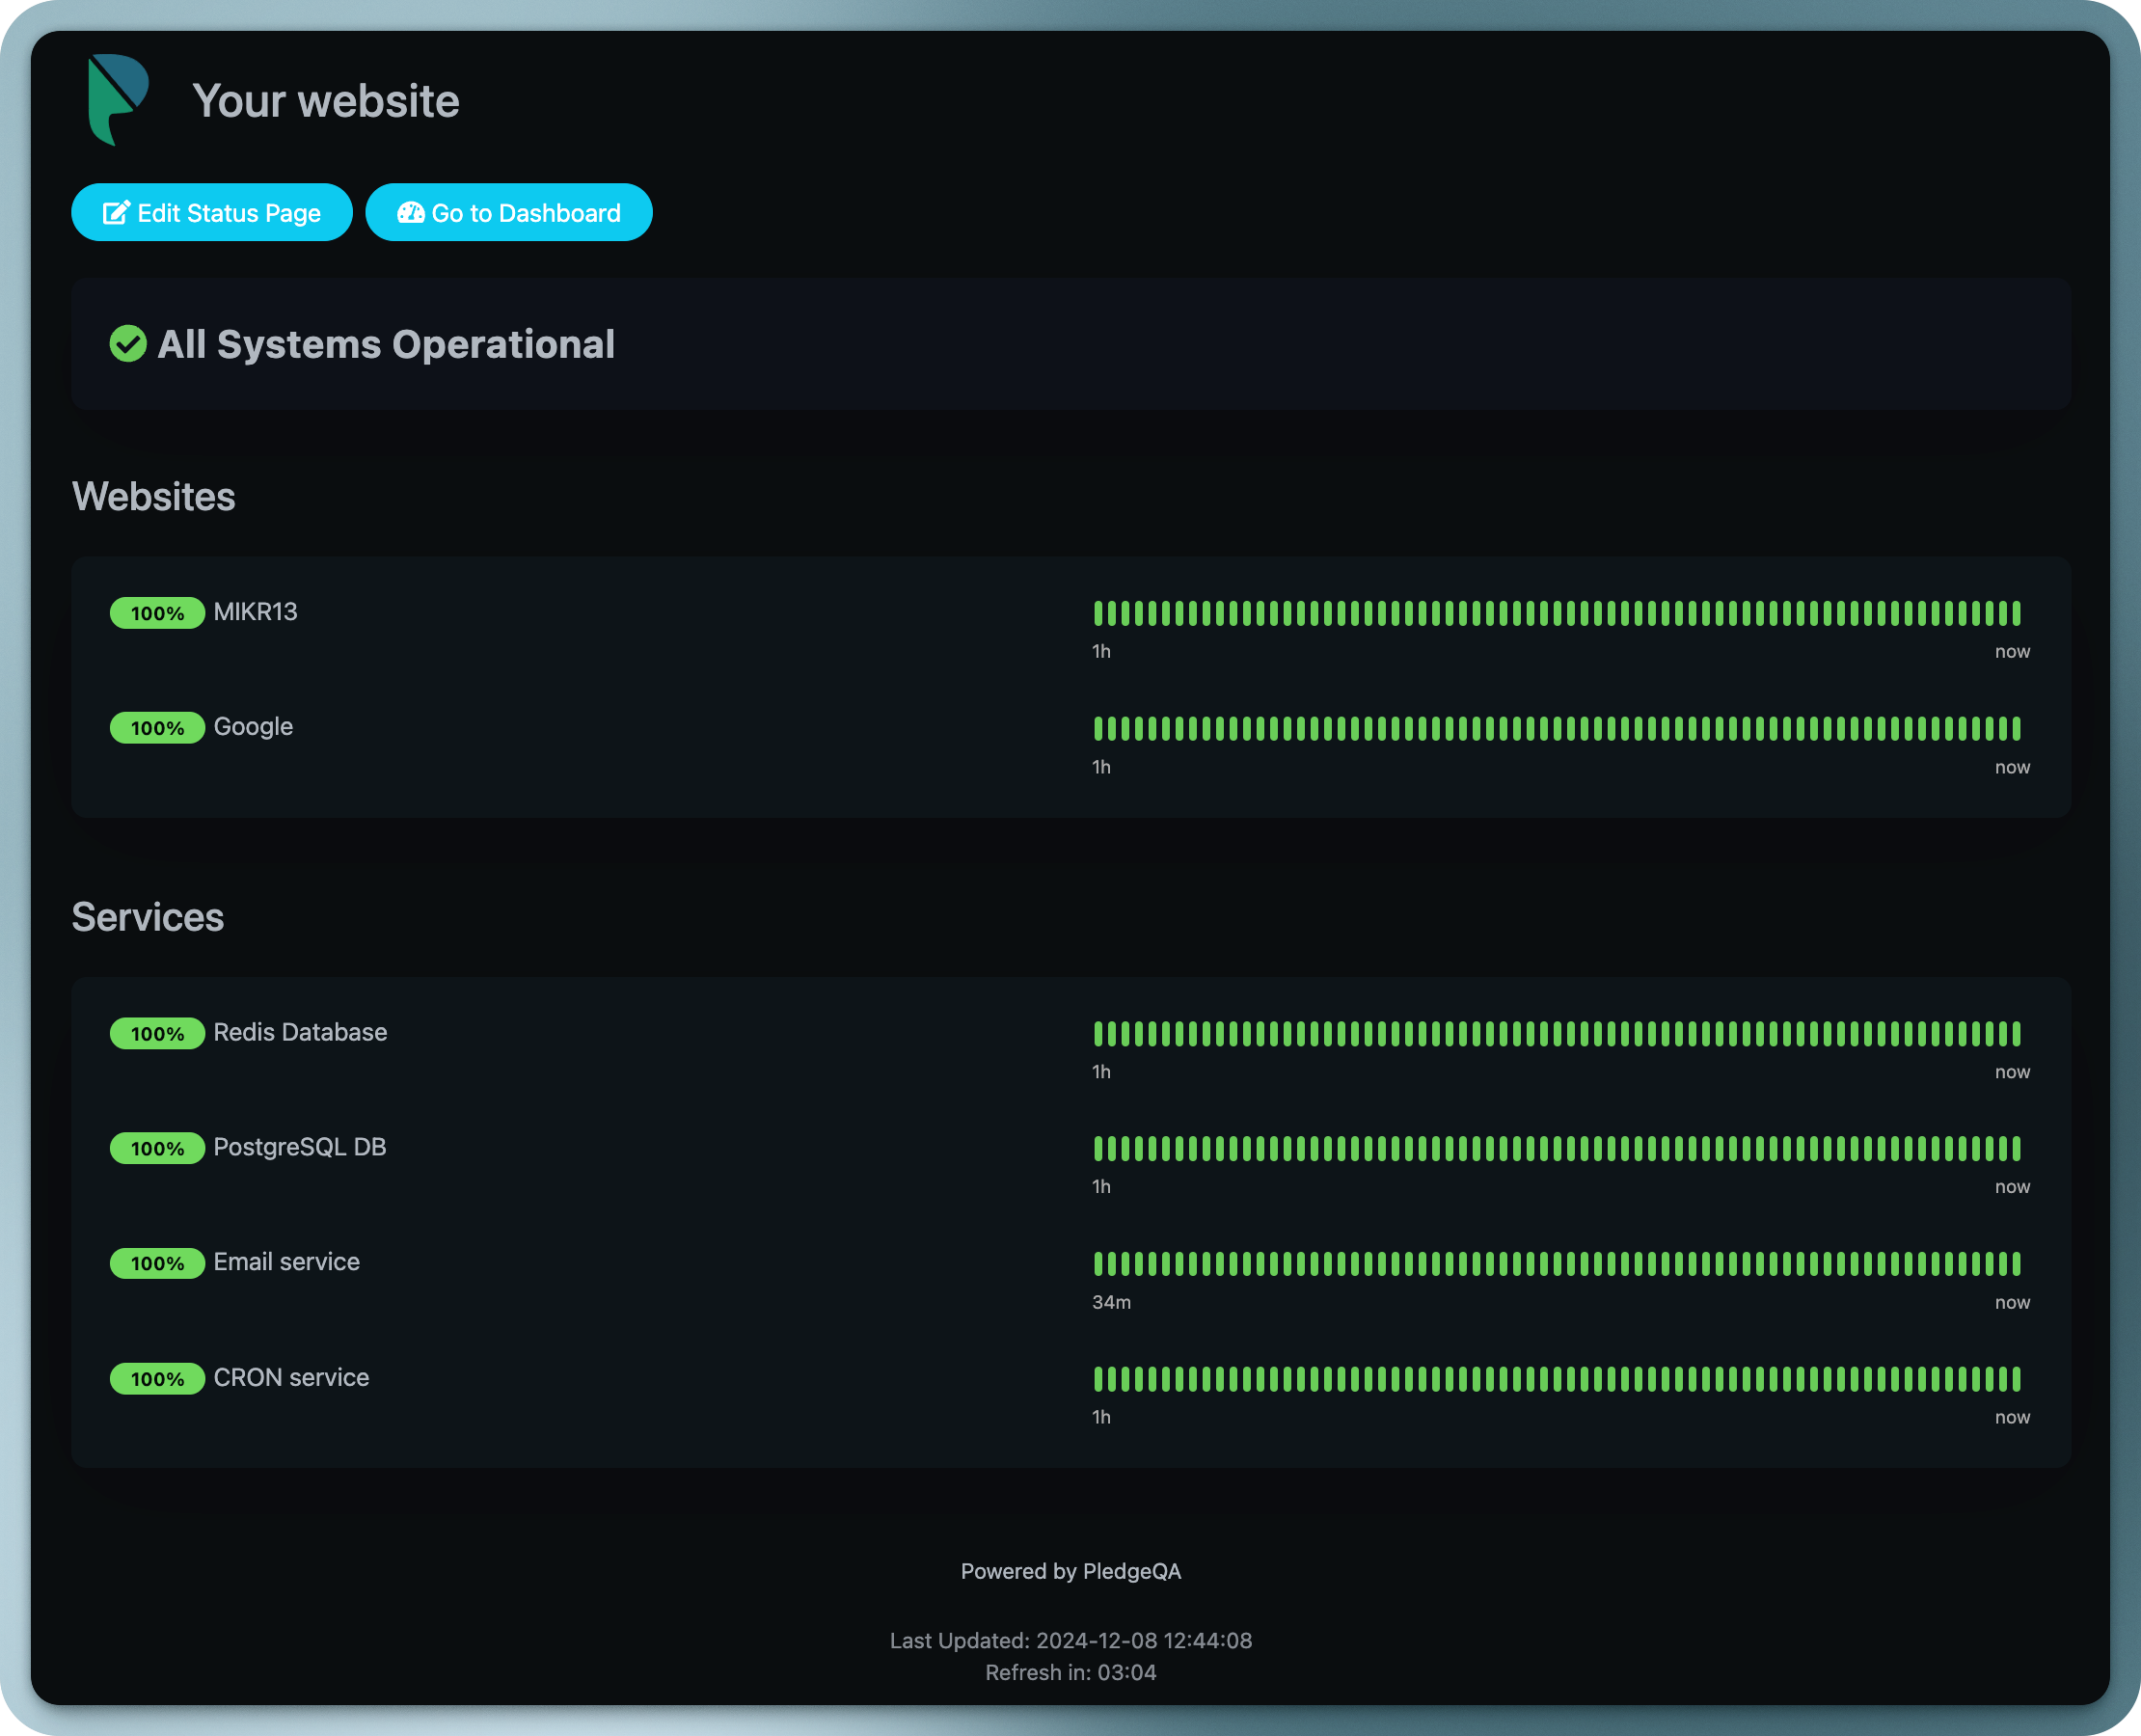 Your website
Edit Status Page
Go to Dashboard
All Systems Operational
Websites
100% MIKR13
1h now
100% Google
1h now
Services
100% Redis Database
1h now
100% PostgreSQL DB
1h now
100% Email service
34m now
100% CRON service
1h now
Powered by PledgeQA
Last Updated: 2024-12-08 12:44:08
Refresh in: 03:04